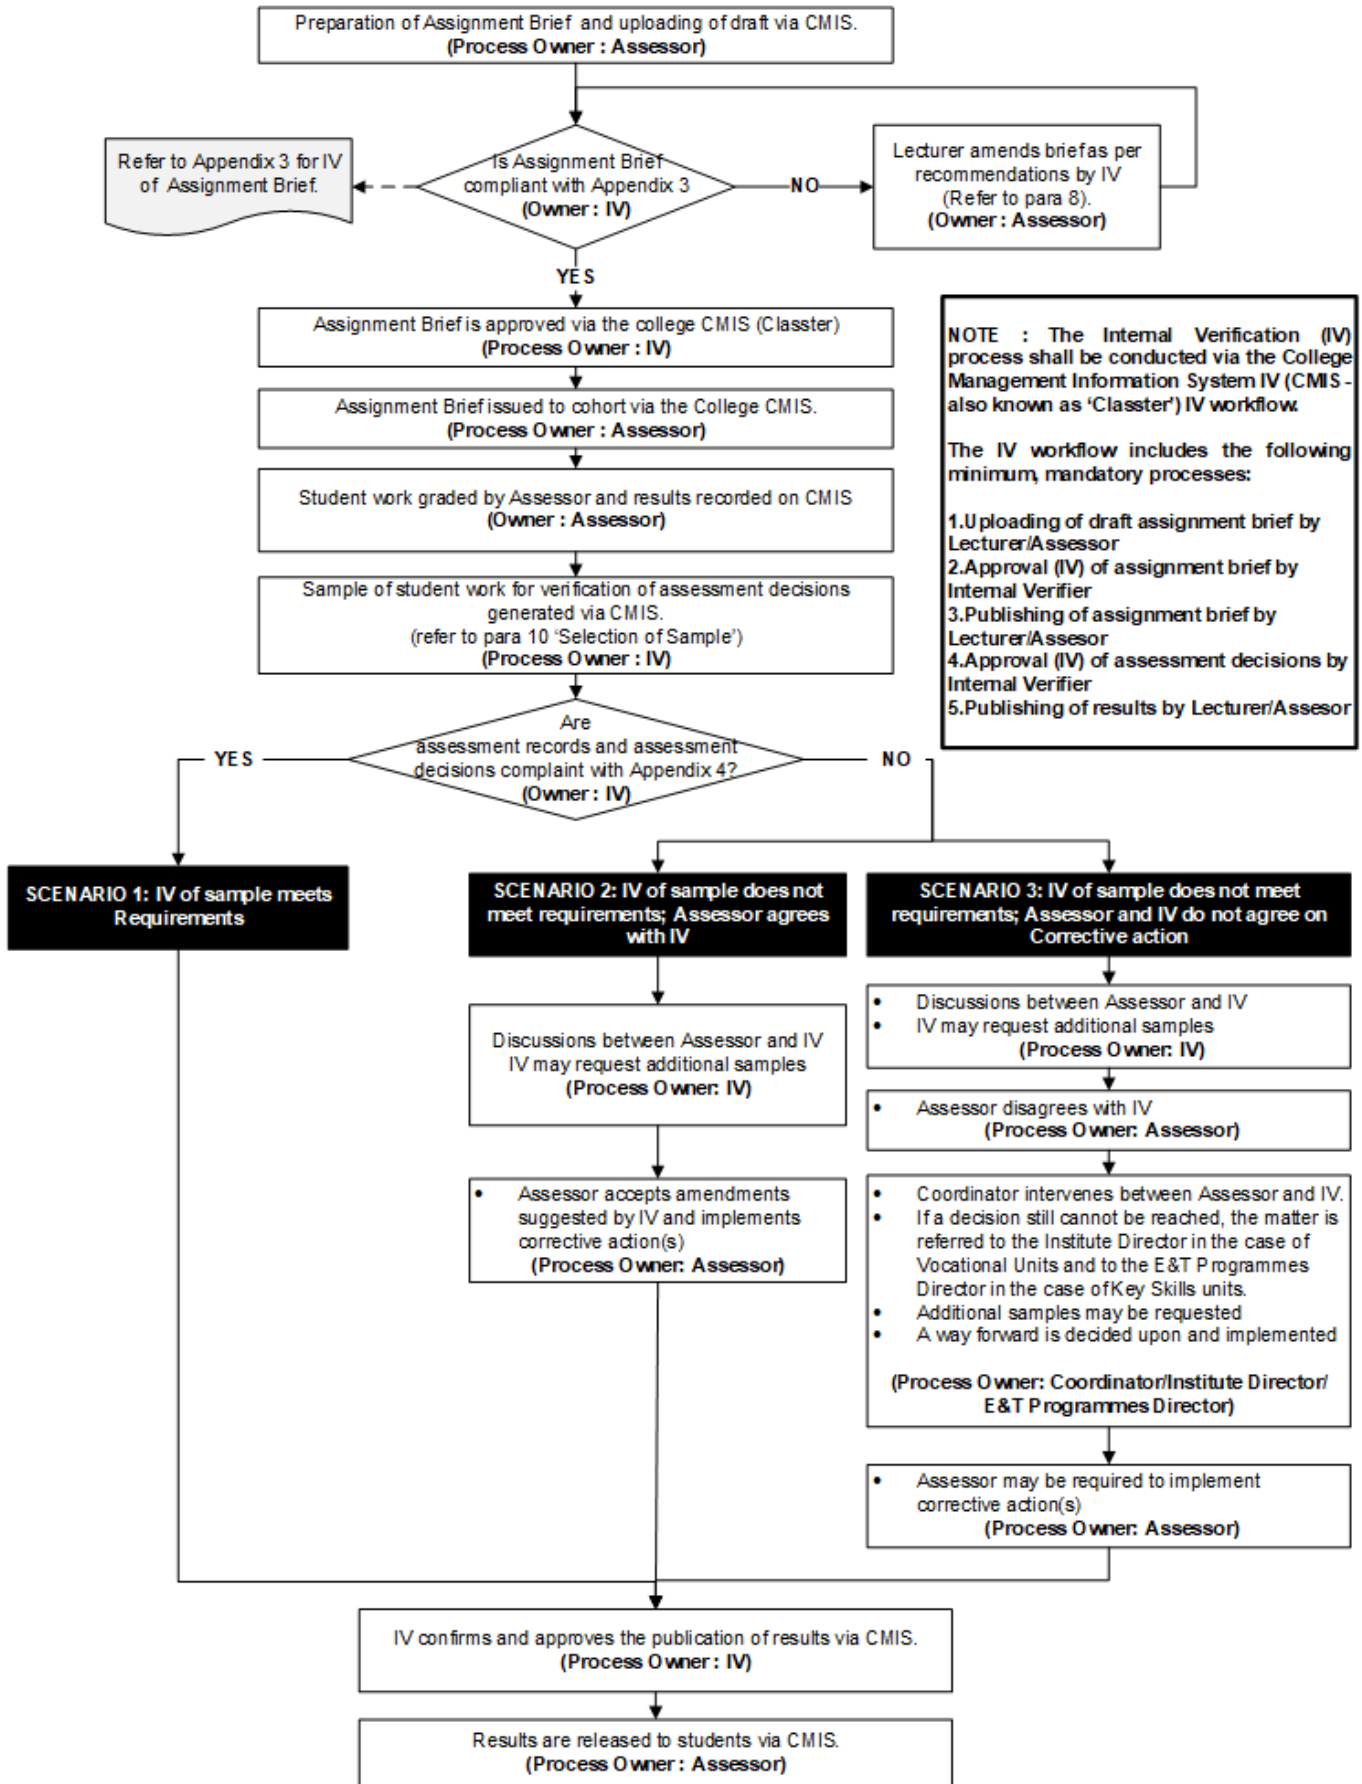 Preparation of Assignment Brief and uploading of draft via CMIS.
(Process Owner : Assessor)
Refer to Appendix 3 for IV
of Assignment Brief.
Is Assignment Brief
compliant with Appendix 3
(Owner : IV)
NO
Lecturer amends brief as per
recommendations by IV
(Refer to para 8).
(Owner : Assessor)
YES
Assignment Brief is approved via the college CMIS (Classter)
(Process Owner : IV)
Assignment Brief issued to cohort via the College CMIS.
(Process Owner : Assessor)
Student work graded by Assessor and results recorded on CMIS
(Owner : Assessor)
Sample of student work for verification of assessment decisions
generated via CMIS.
(refer to para 10 ‘Selection of Sample’)
(Process Owner : IV)
NOTE : The Internal Verification (IV)
process shall be conducted via the College
Management Information System IV (CMIS -
also known as ‘Classter’) IV workflow.
The IV workflow includes the following
minimum, mandatory processes:
1.Uploading of draft assignment brief by
Lecturer/Assessor
2.Approval (IV) of assignment brief by
Internal Verifier
3.Publishing of assignment brief by
Lecturer/Assesor
4.Approval (IV) of assessment decisions by
Internal Verifier
5.Publishing of results by Lecturer/Assesor
Are
assessment records and assessment
decisions complaint with Appendix 4?
(Owner : IV)
YES
NO
SCENARIO 1: IV of sample meets
Requirements
SCENARIO 2: IV of sample does not
meet requirements; Assessor agrees
with IV
SCENARIO 3: IV of sample does not meet
requirements; Assessor and IV do not agree on
Corrective action
Discussions between Assessor and IV
IV may request additional samples
(Process Owner: IV)
• Assessor accepts amendments
suggested by IV and implements
corrective action(s)
(Process Owner: Assessor)
• Discussions between Assessor and IV
• IV may request additional samples
(Process Owner: IV)
• Assessor disagrees with IV
(Process Owner: Assessor)
• Coordinator intervenes between Assessor and IV.
• If a decision still cannot be reached, the matter is
referred to the Institute Director in the case of
Vocational Units and to the E&T Programmes
Director in the case of Key Skills units.
• Additional samples may be requested
• A way forward is decided upon and implemented
(Process Owner: Coordinator/Institute Director/
E&T Programmes Director)
• Assessor may be required to implement
corrective action(s)
(Process Owner: Assessor)
IV confirms and approves the publication of results via CMIS.
(Process Owner : IV)
Results are released to students via CMIS.
(Process Owner : Assessor)